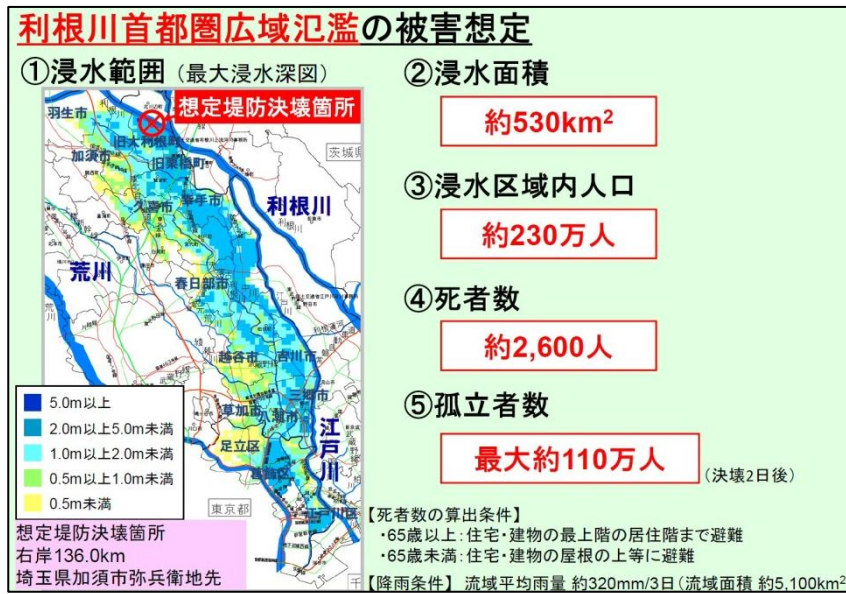 利根川首都圏広域氾濫の被害想定
①浸水範囲（最大浸水深図）
想定堤防決壊箇所
羽生市
旧大利根町
加須市
旧栗橋町
茨城県
久喜市
幸手市
利根川
荒川
春日部市
越谷市
吉川市
三郷市
草加市
八潮市
江戸川
足立区
葛飾区
東京都
江戸川区
千
5.0m以上
2.0m以上5.0m未満
1.0m以上2.0m未満
0.5m以上1.0m未満
0.5m未満
想定堤防決壊箇所
右岸136.0km
埼玉県加須市弥兵衛地先
②浸水面積
約530km²
③浸水区域内人口
約230万人
④死者数
約2,600人
⑤孤立者数
最大約110万人
（決壊2日後）
【死者数の算出条件】
・65歳以上：住宅・建物の最上階の居住階まで避難
・65歳未満：住宅・建物の屋根の上等に避難
【降雨条件】 流域平均雨量 約320mm/3日（流域面積 約5,100km²